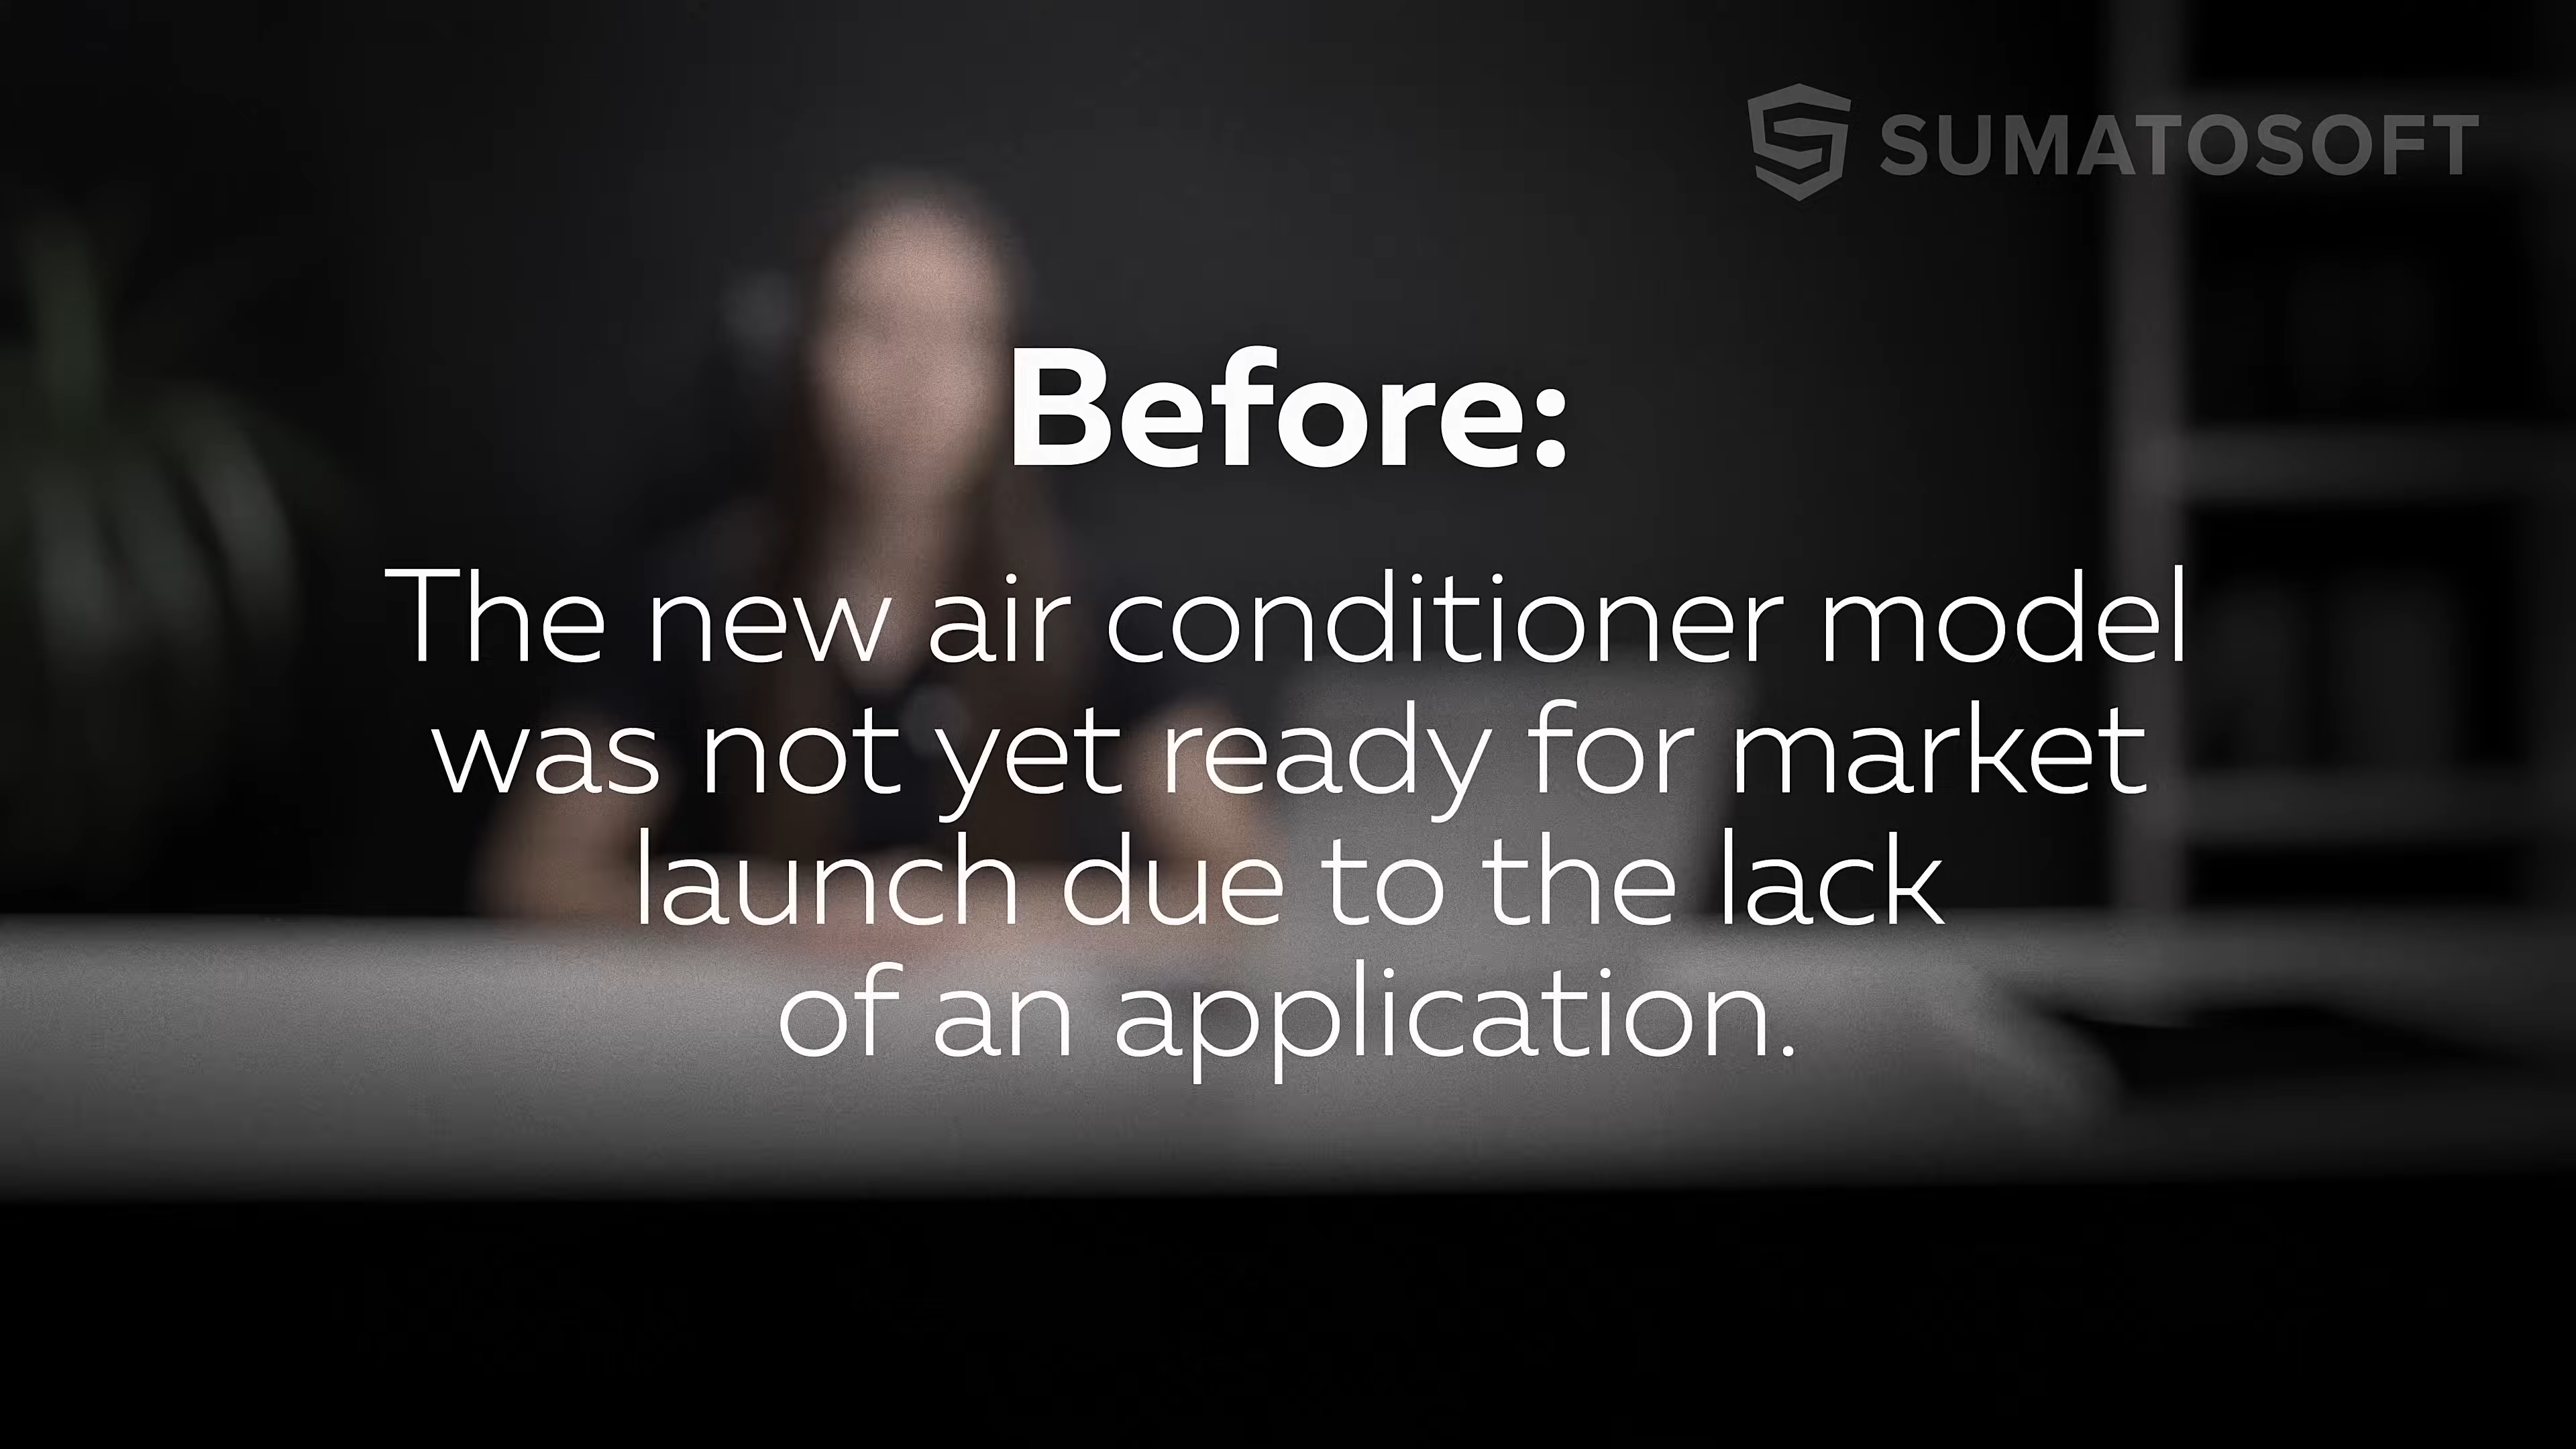 SUMATOSOFT
Before:
The new air conditioner model
was not yet ready for market
launch due to the lack
of an application.